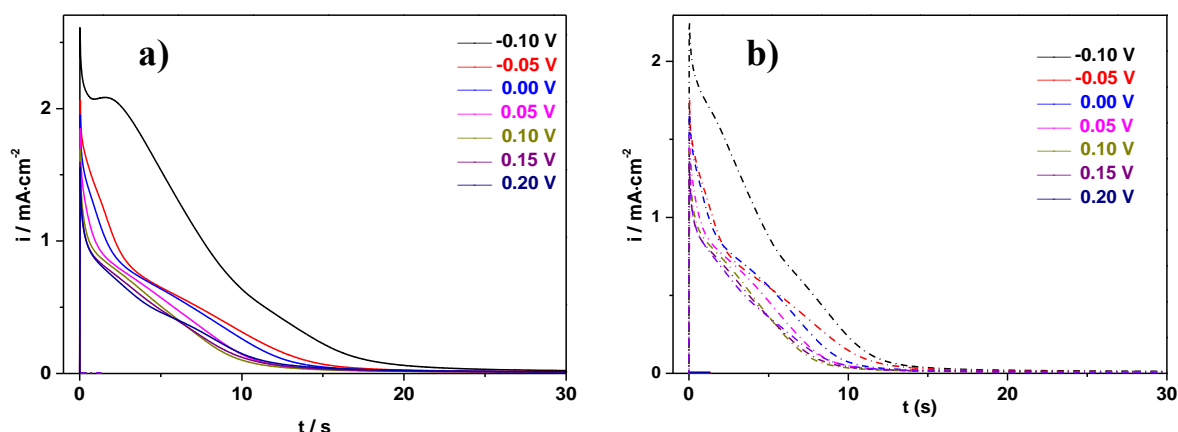 a)
-0.10 V
-0.05 V
0.00 V
0.05 V
0.10 V
0.15 V
0.20 V
i / mA·cm⁻²
2
1
0
0
10
20
30
t / s
b)
-0.10 V
-0.05 V
0.00 V
0.05 V
0.10 V
0.15 V
0.20 V
i / mA·cm⁻²
2
1
0
0
10
20
30
t (s)